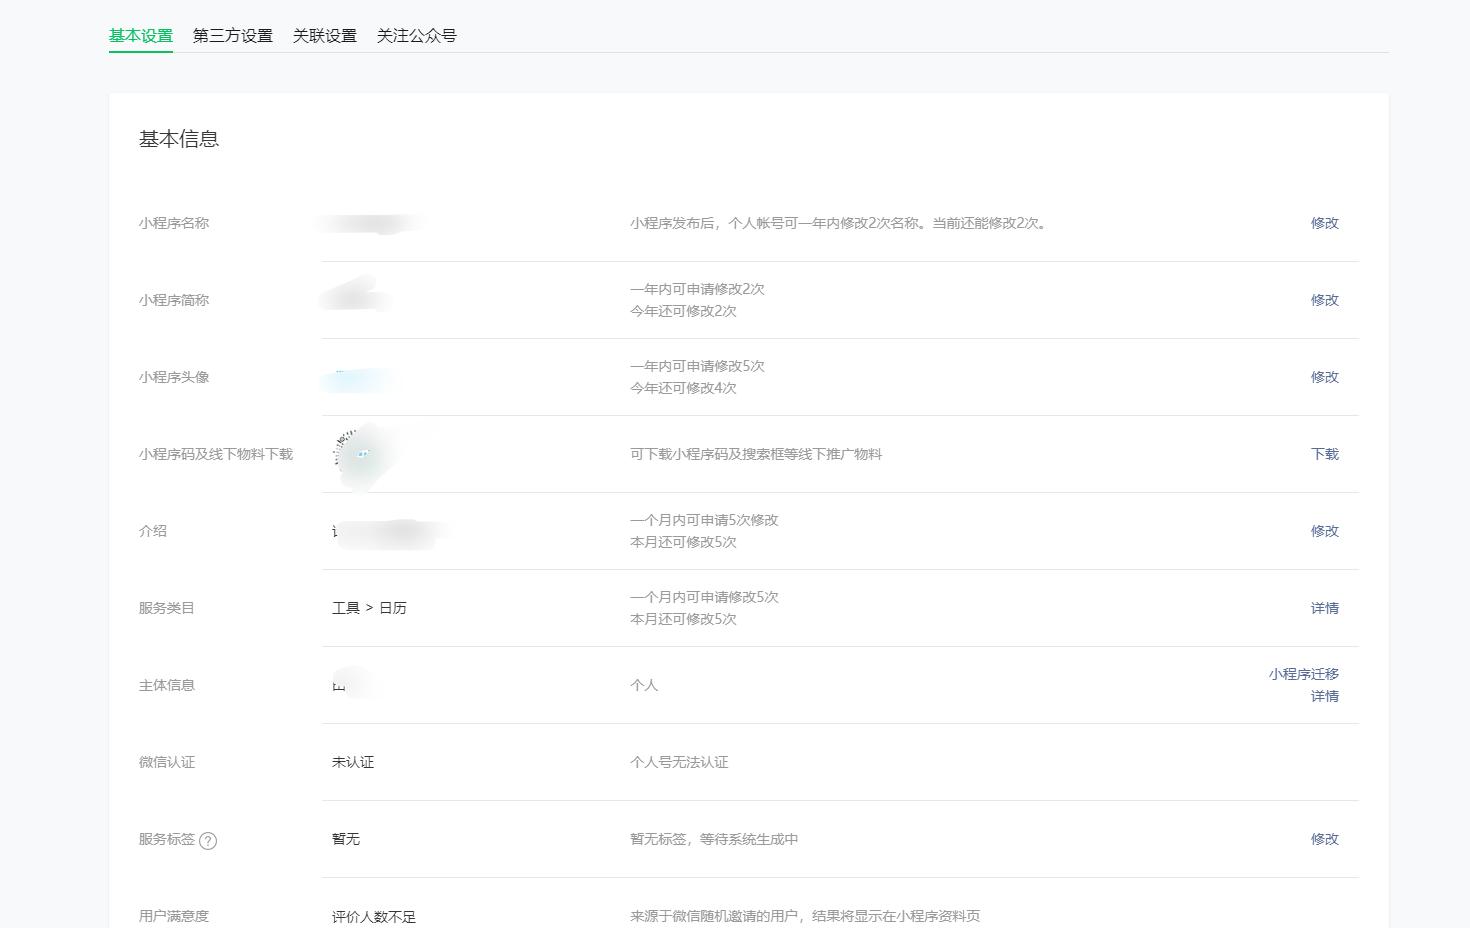 基本设置 第三方设置 关联设置 关注公众号
基本信息
小程序名称 小程序发布后，个人帐号可一年内修改2次名称。当前还能修改2次。 修改
小程序简称 一年内可申请修改2次 修改
今年还可修改2次
小程序头像 一年内可申请修改5次 修改
今年还可修改4次
小程序码及线下物料下载 可下载小程序码及搜索框等线下推广物料 下载
介绍 一个月内可申请5次修改 修改
本月还可修改5次
服务类目 工具 > 日历 一个月内可申请修改5次 详情
本月还可修改5次
主体信息 个人 小程序迁移
详情
微信认证 未认证 个人号无法认证
服务标签 ? 暂无 暂无标签，等待系统生成中 修改
用户满意度 评价人数不足 来源于微信随机邀请的用户，结果将显示在小程序资料页